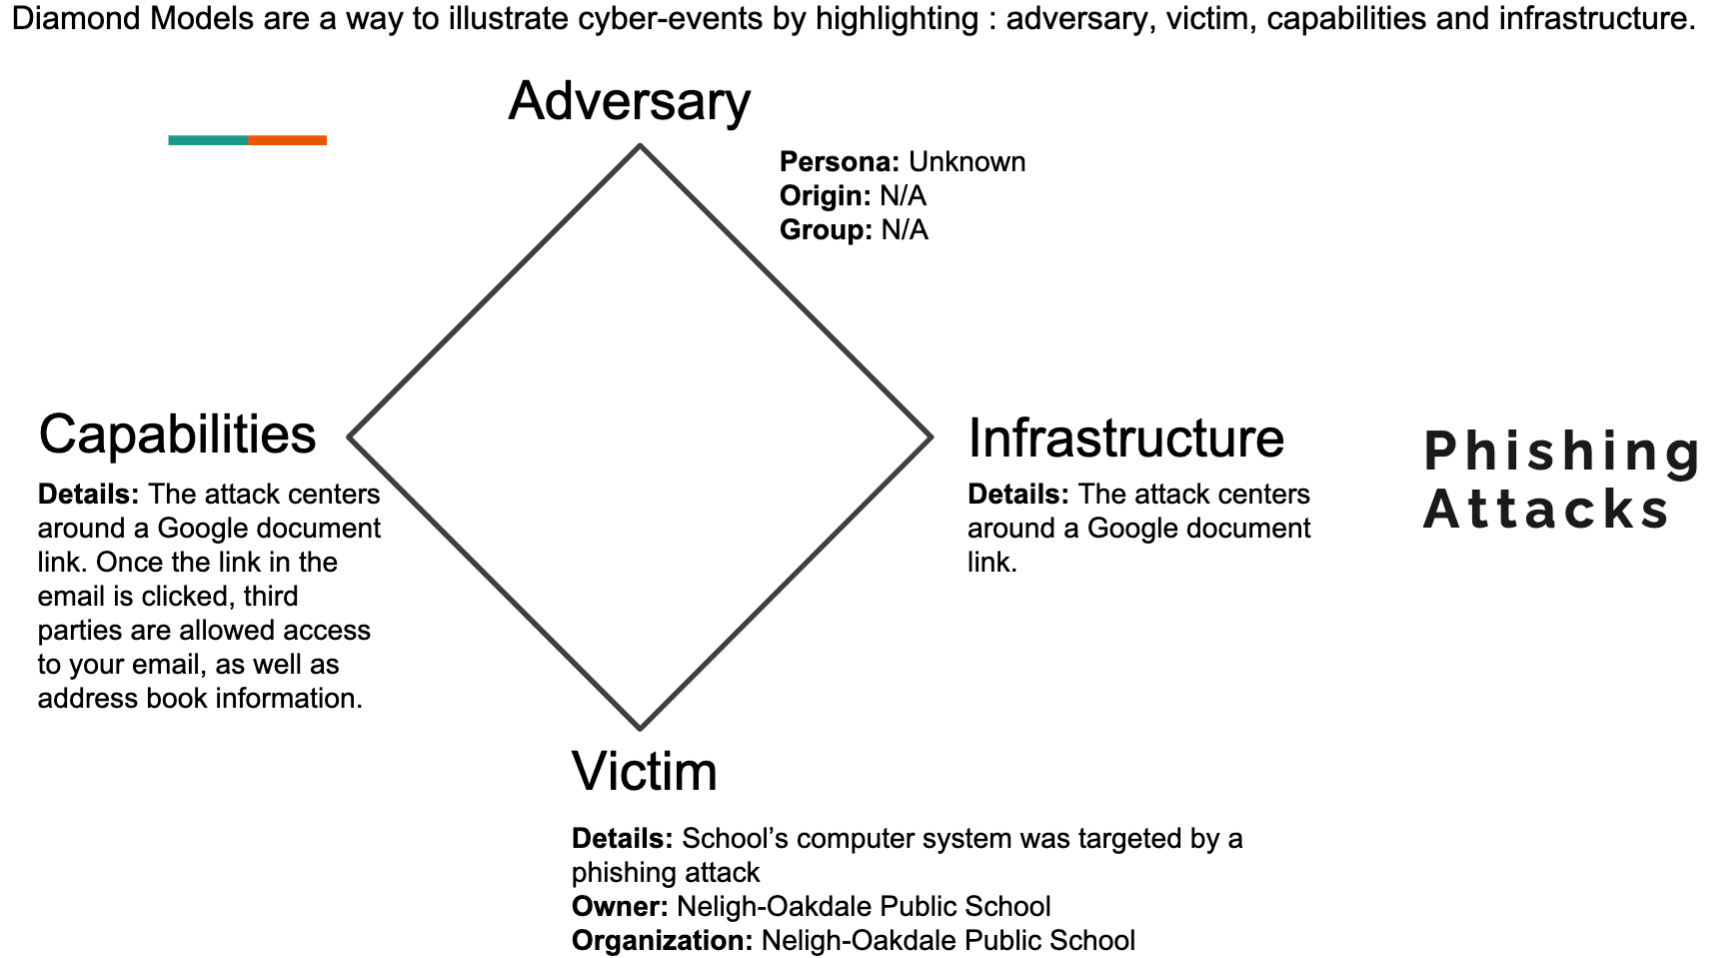 Diamond Models are a way to illustrate cyber-events by highlighting : adversary, victim, capabilities and infrastructure.
Adversary
Persona: Unknown
Origin: N/A
Group: N/A
Capabilities
Details: The attack centers
around a Google document
link. Once the link in the
email is clicked, third
parties are allowed access
to your email, as well as
address book information.
Infrastructure
Details: The attack centers
around a Google document
link.
Phishing
Attacks
Victim
Details: School’s computer system was targeted by a
phishing attack
Owner: Neligh-Oakdale Public School
Organization: Neligh-Oakdale Public School